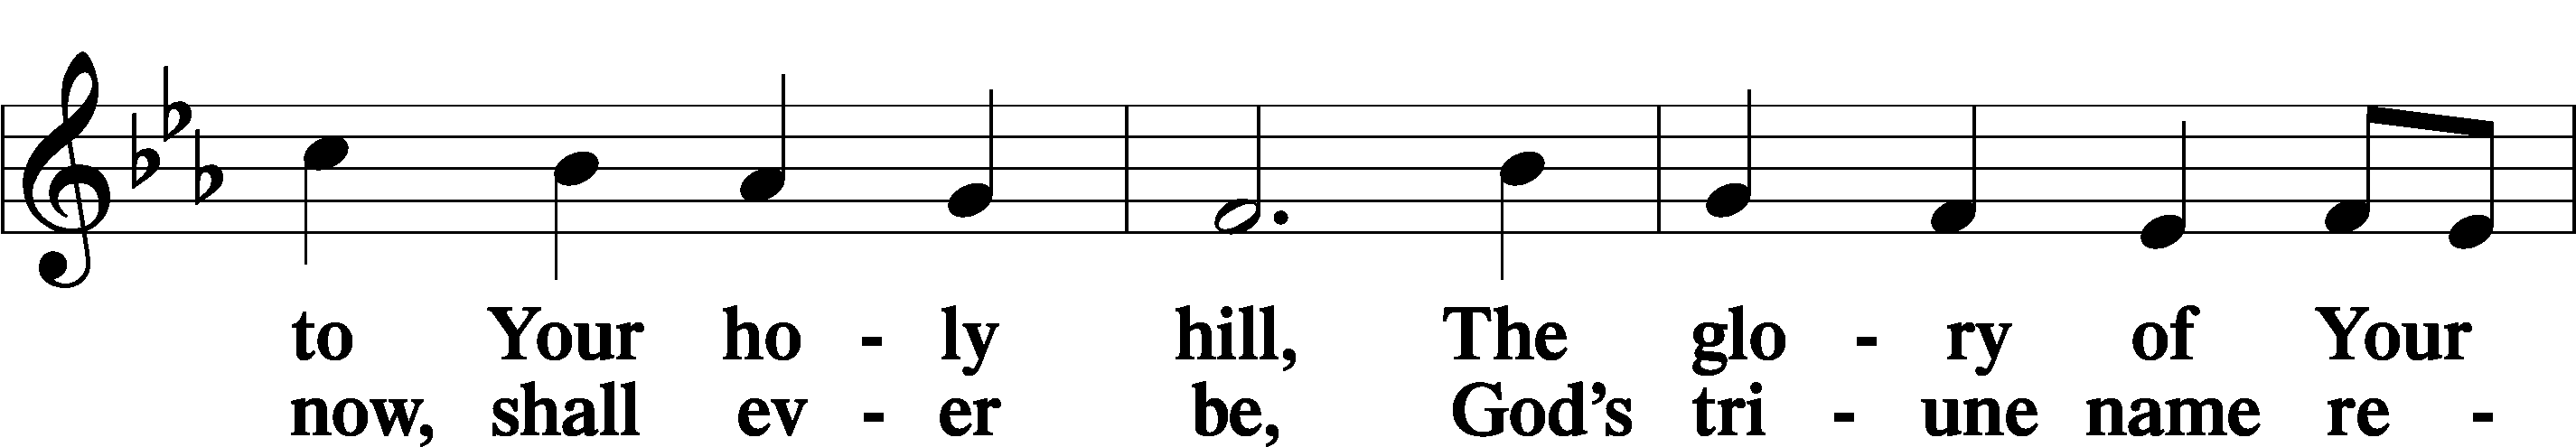 to Your ho - ly hill, The glo - ry of Your
now, shall ev - er be, God’s tri - une name re -